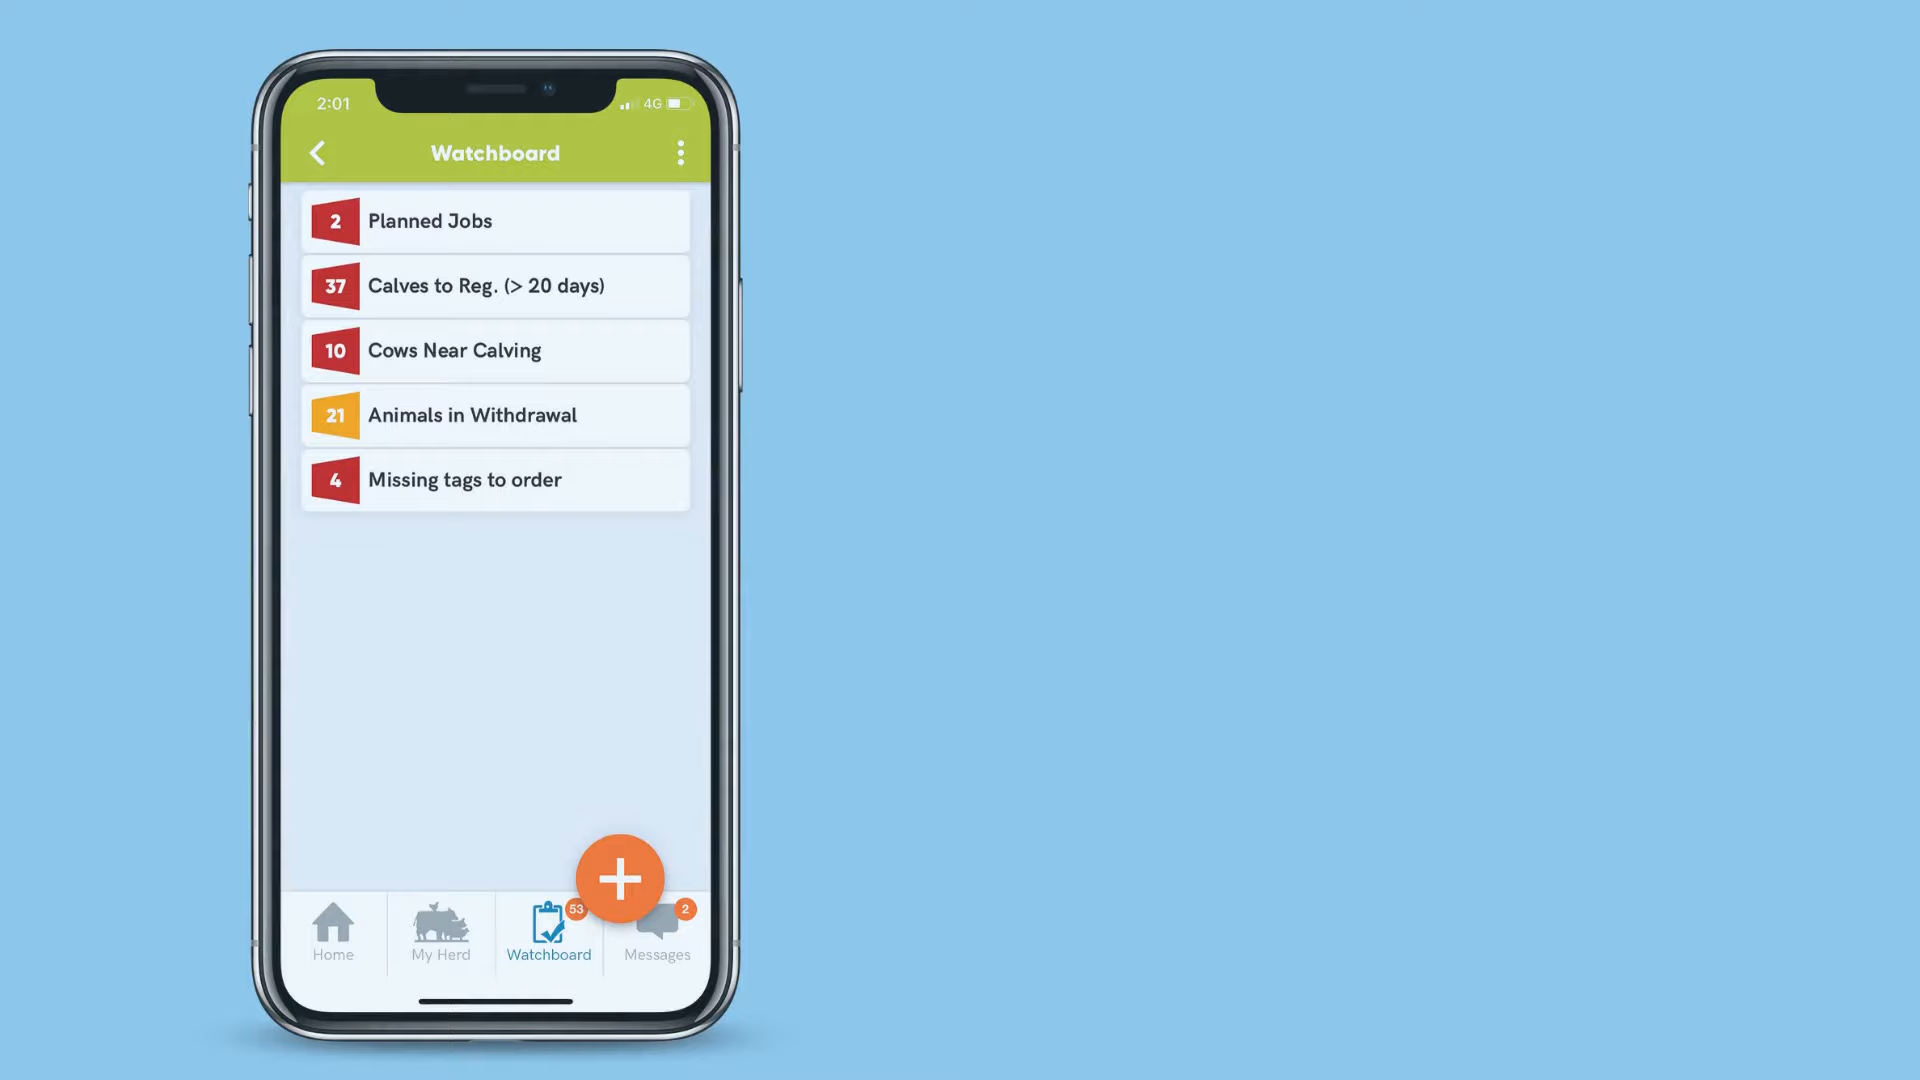 2:01
4G
Watchboard
2 Planned Jobs
37 Calves to Reg. (> 20 days)
10 Cows Near Calving
21 Animals in Withdrawal
4 Missing tags to order
53
2
Home
My Herd
Watchboard
Messages